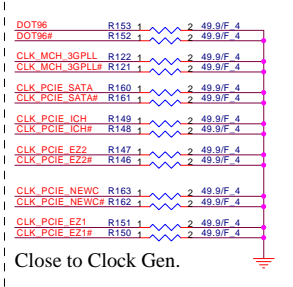 DOT96 R153 1 2 49.9/F_4
DOT96# R152 1 2 49.9/F_4
CLK_MCH_3GPLL R122 1 2 49.9/F_4
CLK_MCH_3GPLL# R121 1 2 49.9/F_4
CLK_PCIE_SATA R160 1 2 49.9/F_4
CLK_PCIE_SATA# R161 1 2 49.9/F_4
CLK_PCIE_ICH R149 1 2 49.9/F_4
CLK_PCIE_ICH# R148 1 2 49.9/F_4
CLK_PCIE_EZ2 R147 1 2 49.9/F_4
CLK_PCIE_EZ2# R146 1 2 49.9/F_4
CLK_PCIE_NEWC R163 1 2 49.9/F_4
CLK_PCIE_NEWC# R162 1 2 49.9/F_4
CLK_PCIE_EZ1 R151 1 2 49.9/F_4
CLK_PCIE_EZ1# R150 1 2 49.9/F_4
Close to Clock Gen.